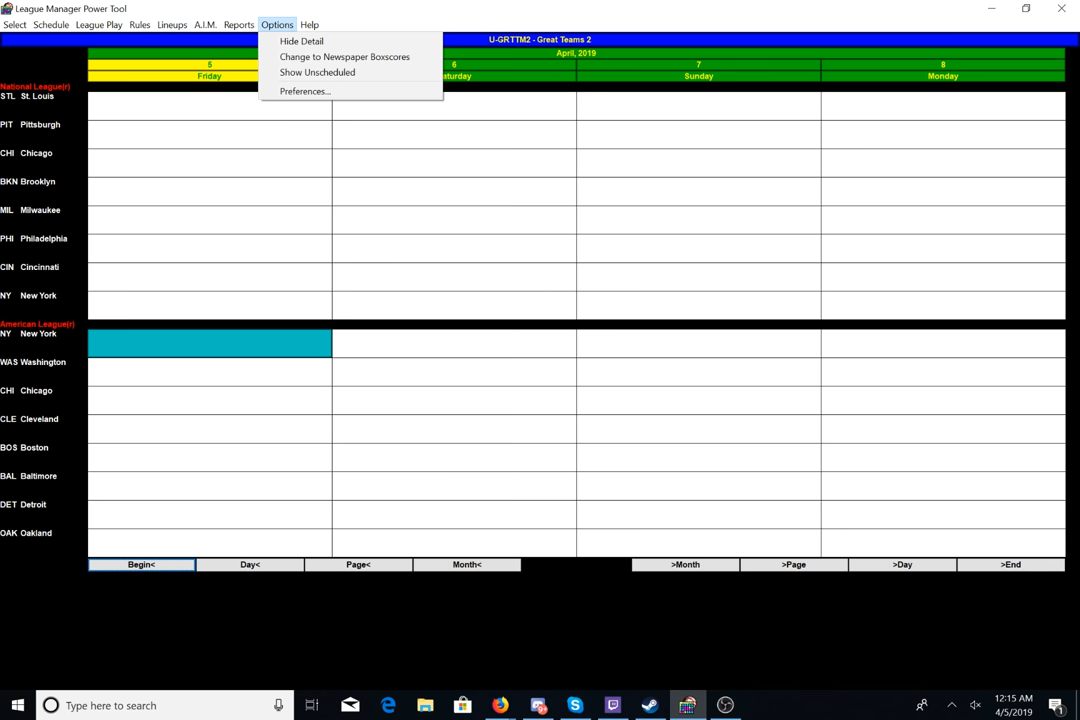 League Manager Power Tool
Select Schedule League Play Rules Lineups A.I.M. Reports Options Help
Hide Detail
Change to Newspaper Boxscores
Show Unscheduled
Preferences...
U-GRTTM2 - Great Teams 2
April, 2019
5 6 7 8
Friday aturday Sunday Monday
National League(r)
STL St. Louis
PIT Pittsburgh
CHI Chicago
BKN Brooklyn
MIL Milwaukee
PHI Philadelphia
CIN Cincinnati
NY New York
American League(r)
NY New York
WAS Washington
CHI Chicago
CLE Cleveland
BOS Boston
BAL Baltimore
DET Detroit
OAK Oakland
Begin< Day< Page< Month< >Month >Page >Day >End
Type here to search
12:15 AM
4/5/2019
1